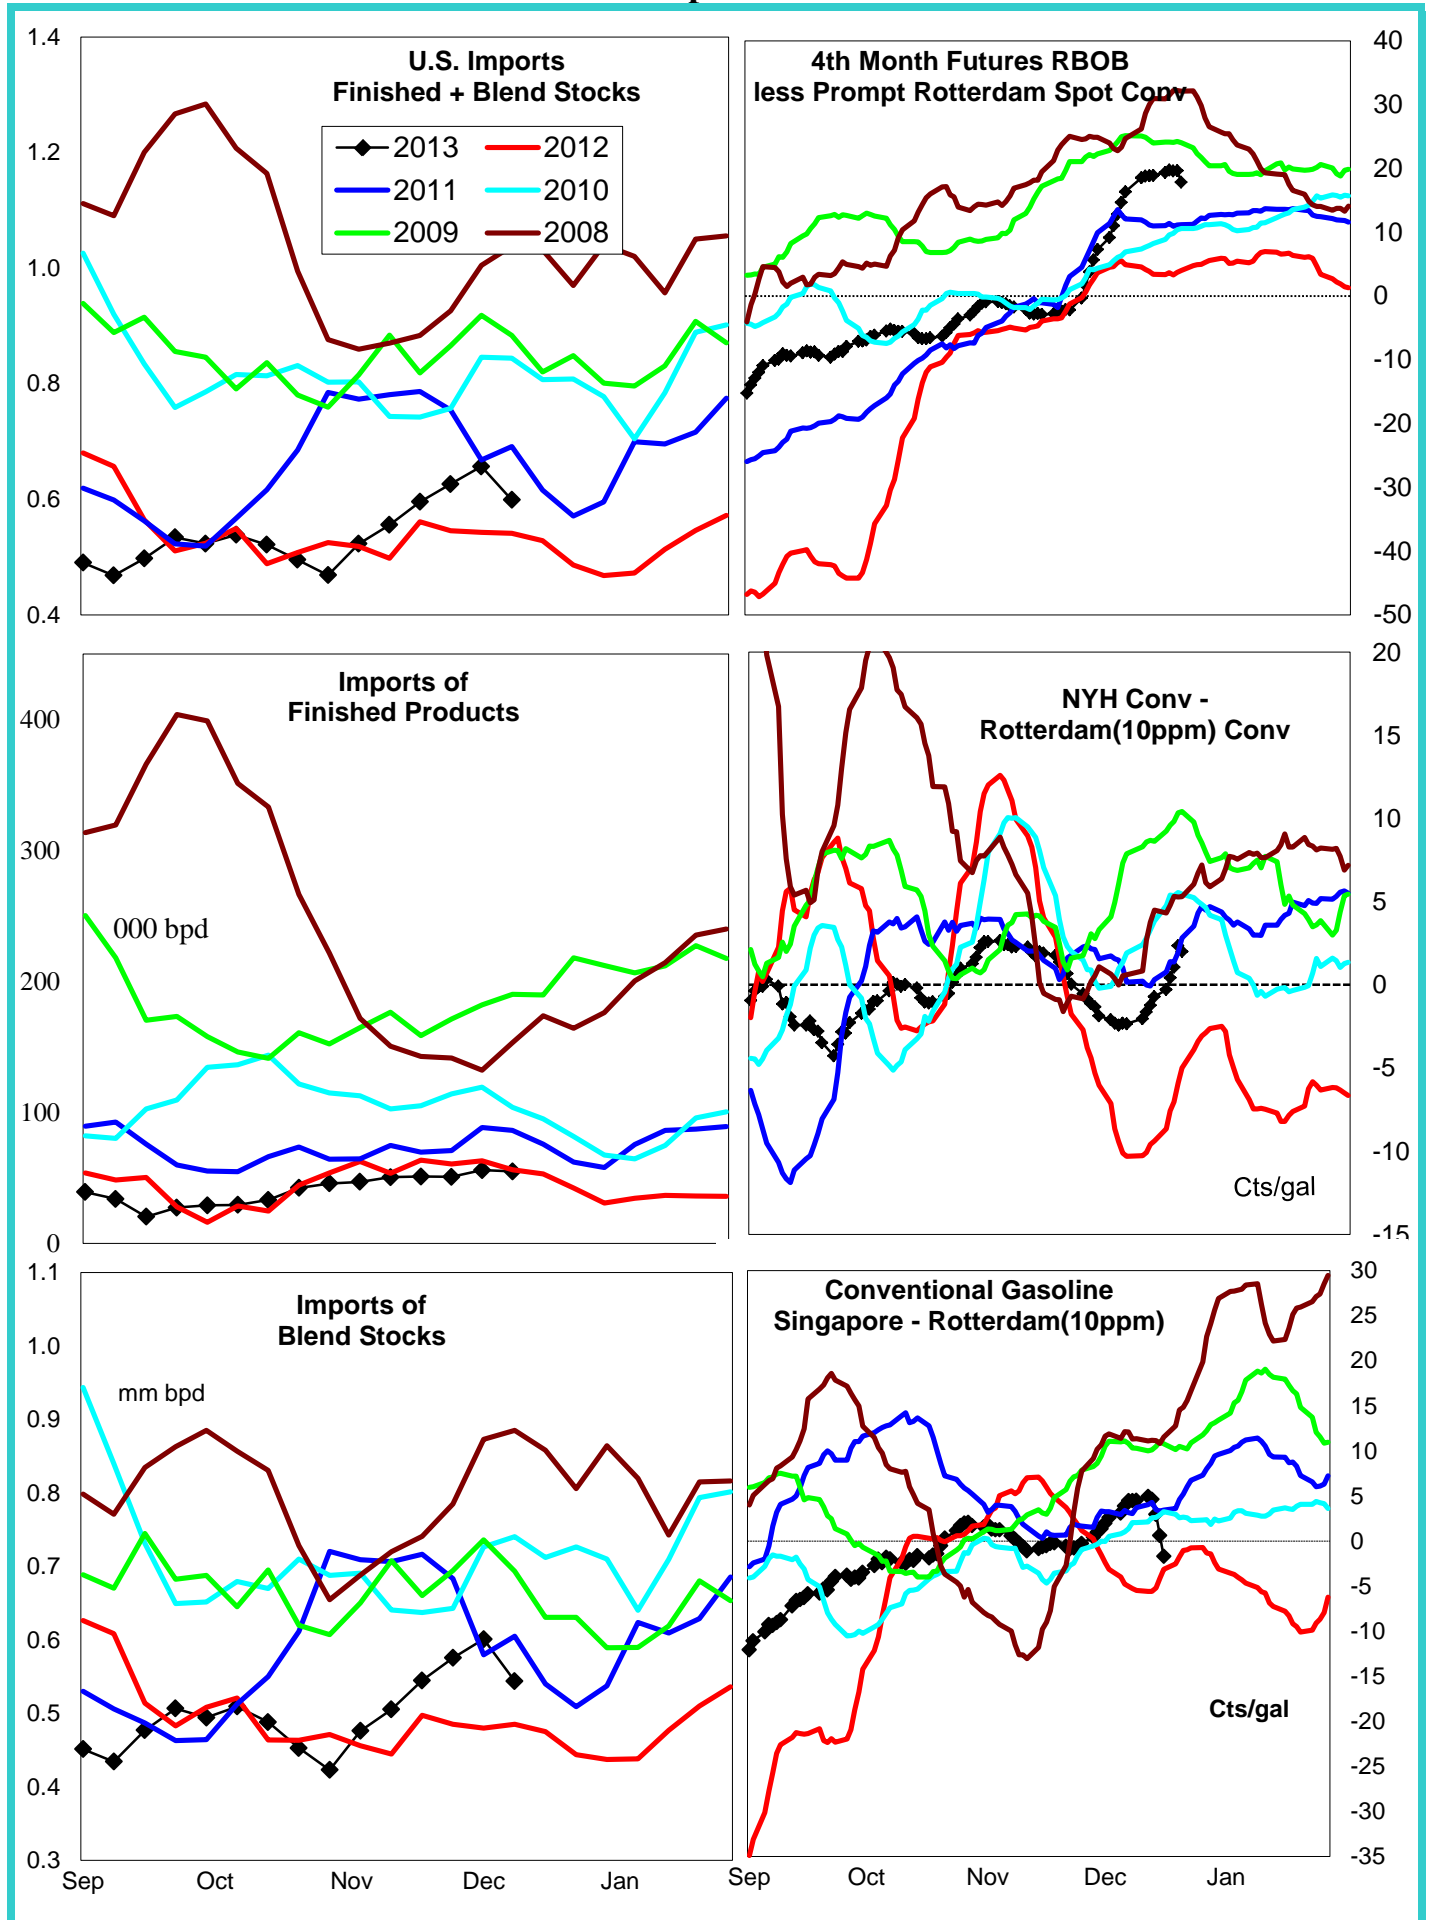 U.S. Imports
Finished + Blend Stocks
1.4
1.2
1.0
0.8
0.6
0.4
2013
2012
2011
2010
2009
2008
4th Month Futures RBOB
less Prompt Rotterdam Spot Conv
40
30
20
10
0
-10
-20
-30
-40
-50
Imports of
Finished Products
000 bpd
400
300
200
100
0
NYH Conv -
Rotterdam(10ppm) Conv
20
15
10
5
0
-5
-10
-15
Cts/gal
Imports of
Blend Stocks
mm bpd
1.1
1.0
0.9
0.8
0.7
0.6
0.5
0.4
0.3
Sep
Oct
Nov
Dec
Jan
Conventional Gasoline
Singapore - Rotterdam(10ppm)
30
25
20
15
10
5
0
-5
-10
-15
-20
-25
-30
-35
Cts/gal
Sep
Oct
Nov
Dec
Jan